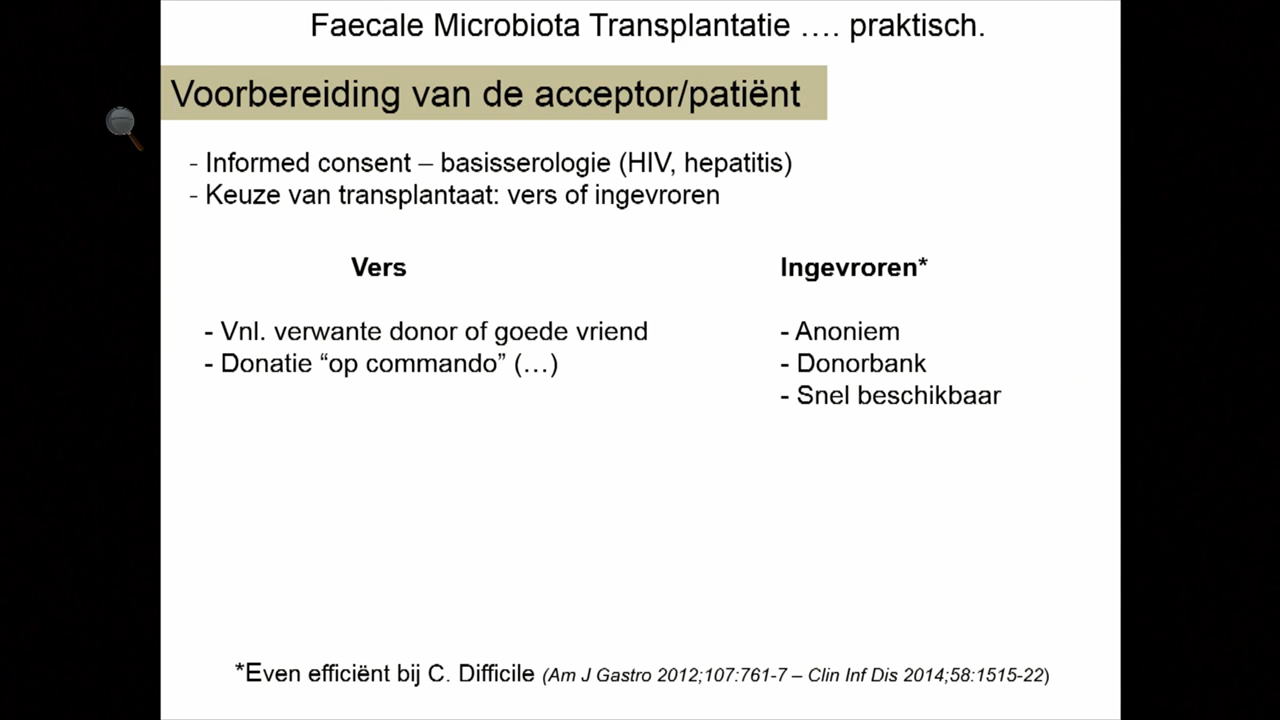 Faecale Microbiota Transplantatie …. praktisch.
Voorbereiding van de acceptor/patiënt
- Informed consent – basisserologie (HIV, hepatitis)
- Keuze van transplantaat: vers of ingevroren
Vers
- Vnl. verwante donor of goede vriend
- Donatie “op commando” (…)
Ingevroren*
- Anoniem
- Donorbank
- Snel beschikbaar
*Even efficiënt bij C. Difficile (Am J Gastro 2012;107:761-7 – Clin Inf Dis 2014;58:1515-22)